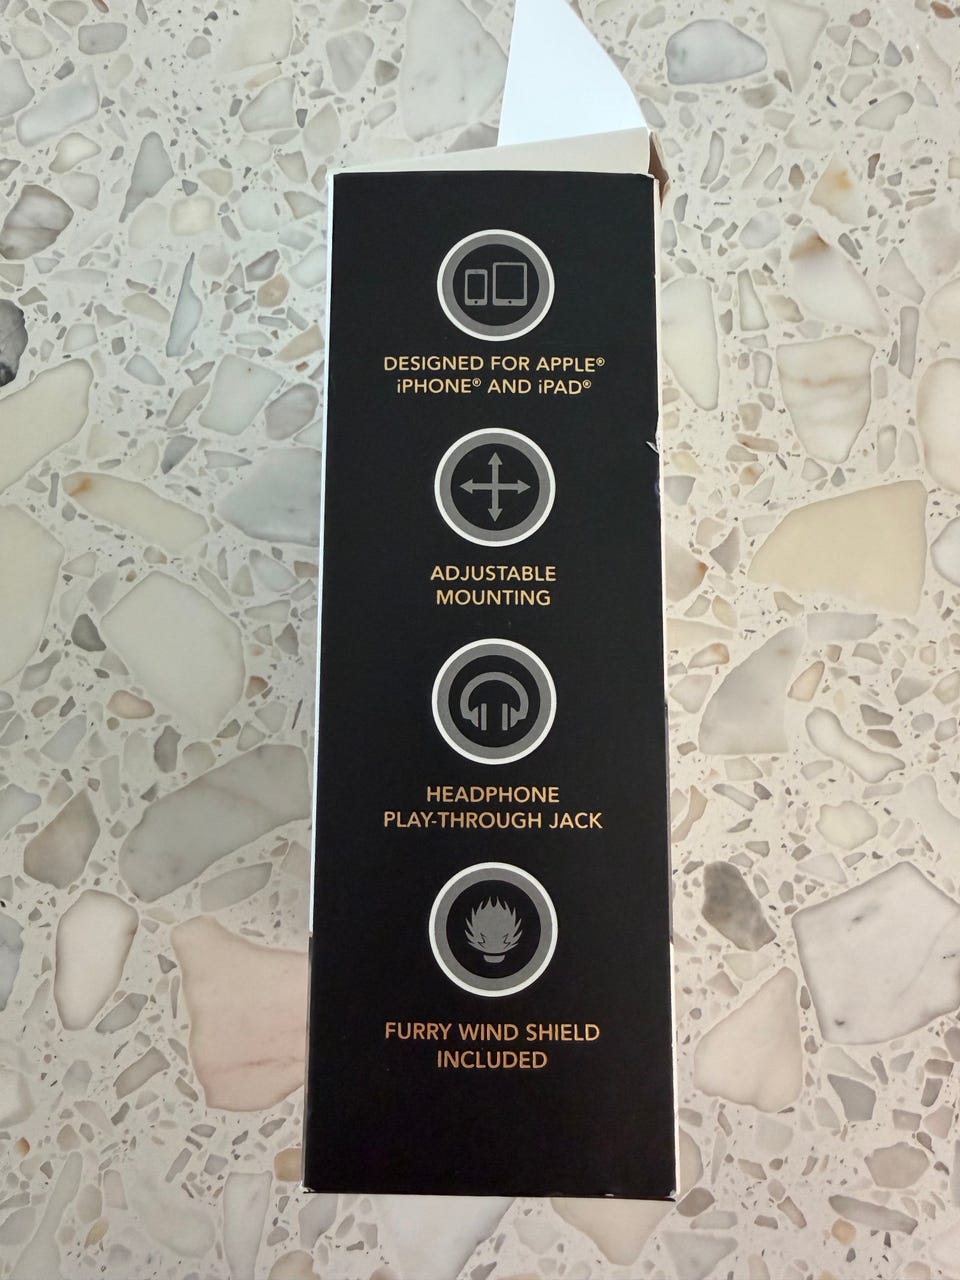 DESIGNED FOR APPLE®
iPHONE® AND iPAD®
ADJUSTABLE
MOUNTING
HEADPHONE
PLAY-THROUGH JACK
FURRY WIND SHIELD
INCLUDED